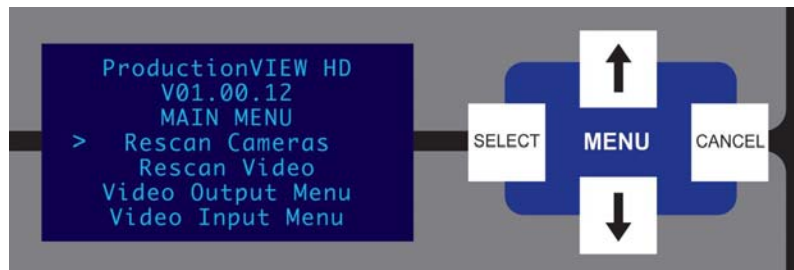 ProductionVIEW HD
V01.00.12
MAIN MENU
> Rescan Cameras
Rescan Video
Video Output Menu
Video Input Menu
SELECT
MENU
CANCEL